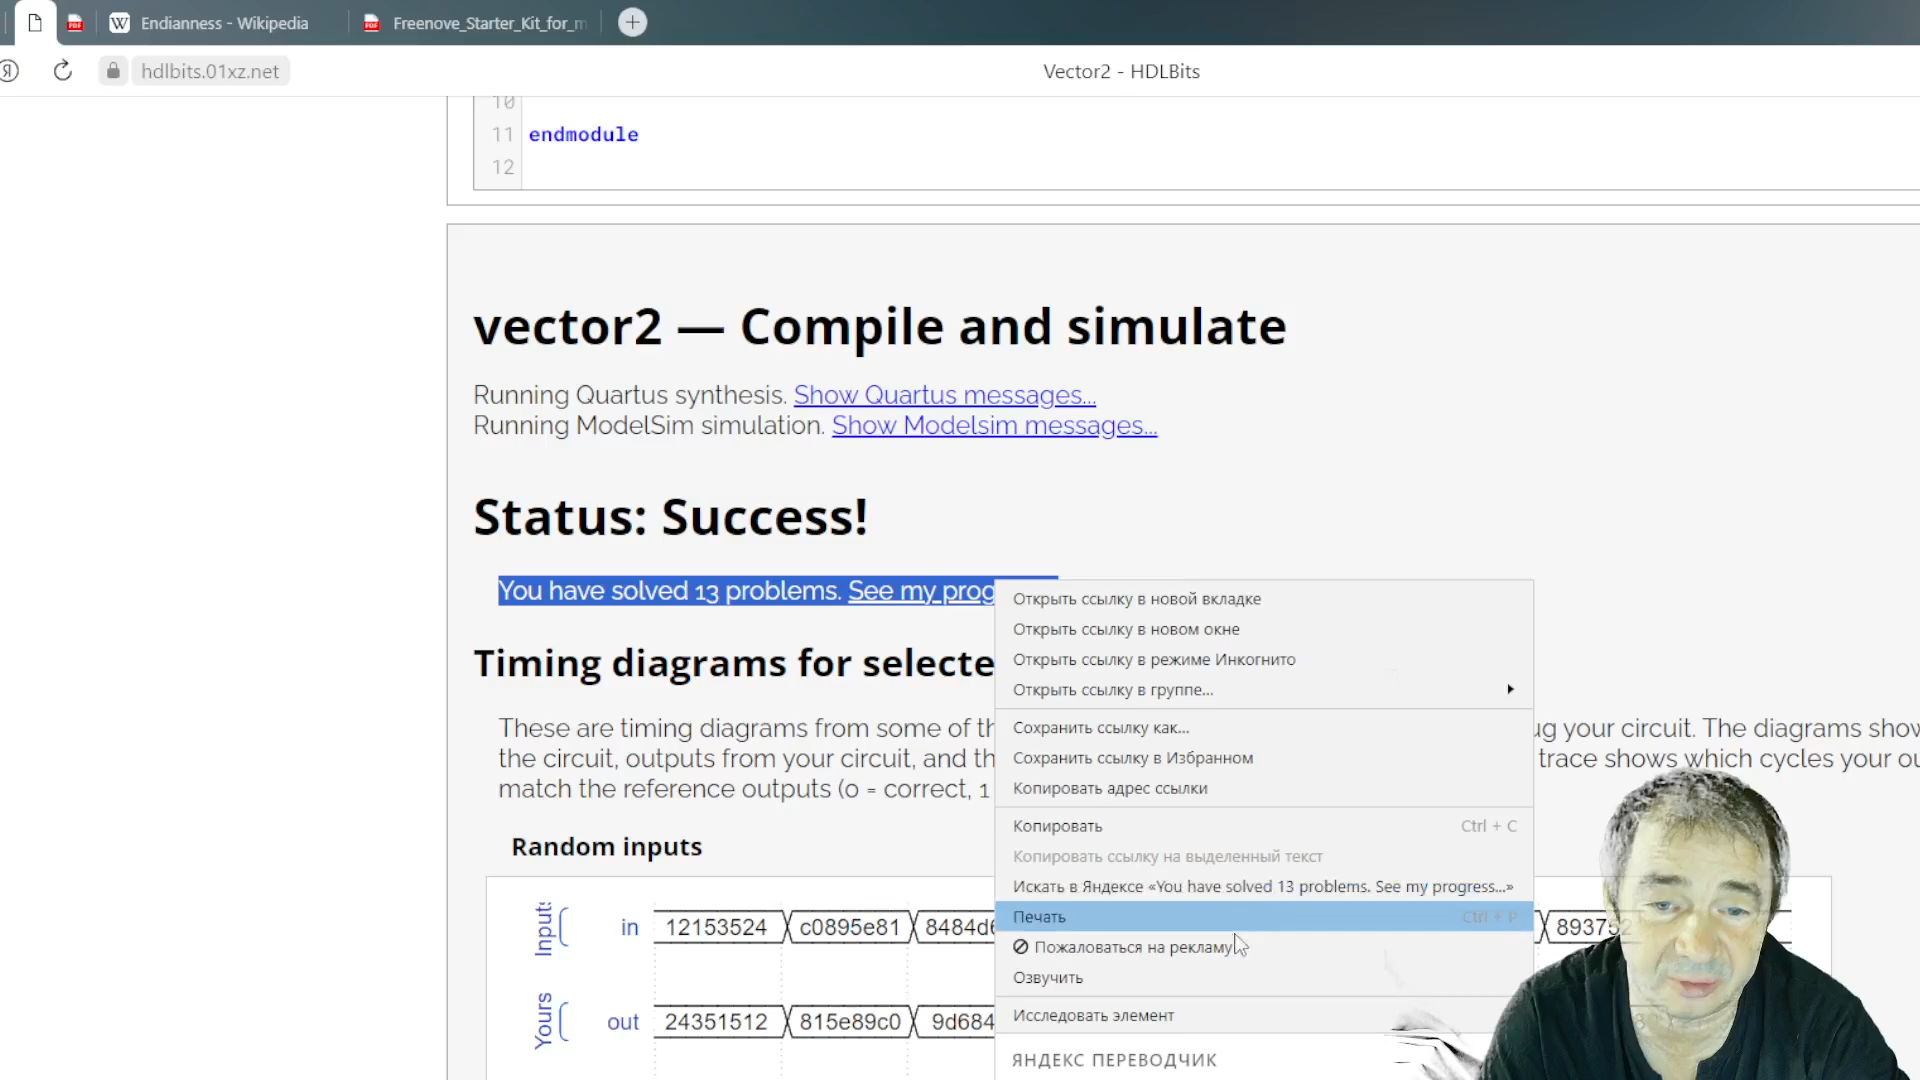 Endianness - Wikipedia
Freenove_Starter_Kit_for_m
hdlbits.01xz.net
Vector2 - HDLBits
10
11 endmodule
12
vector2 — Compile and simulate
Running Quartus synthesis. Show Quartus messages...
Running ModelSim simulation. Show Modelsim messages...
Status: Success!
You have solved 13 problems. See my prog
Timing diagrams for selecte
These are timing diagrams from some of th
ug your circuit. The diagrams show
the circuit, outputs from your circuit, and th
trace shows which cycles your ou
match the reference outputs (0 = correct, 1
Random inputs
Inputs
in 12153524 c0895e81 8484d6
Yours
out 24351512 815e89c0 9d684
Открыть ссылку в новой вкладке
Открыть ссылку в новом окне
Открыть ссылку в режиме Инкогнито
Открыть ссылку в группе...
Сохранить ссылку как...
Сохранить ссылку в Избранном
Копировать адрес ссылки
Копировать Ctrl + C
Копировать ссылку на выделенный текст
Искать в Яндексе «You have solved 13 problems. See my progress...»
Печать Ctrl + P
Пожаловаться на рекламу
Озвучить
Исследовать элемент
ЯНДЕКС ПЕРЕВОДЧИК